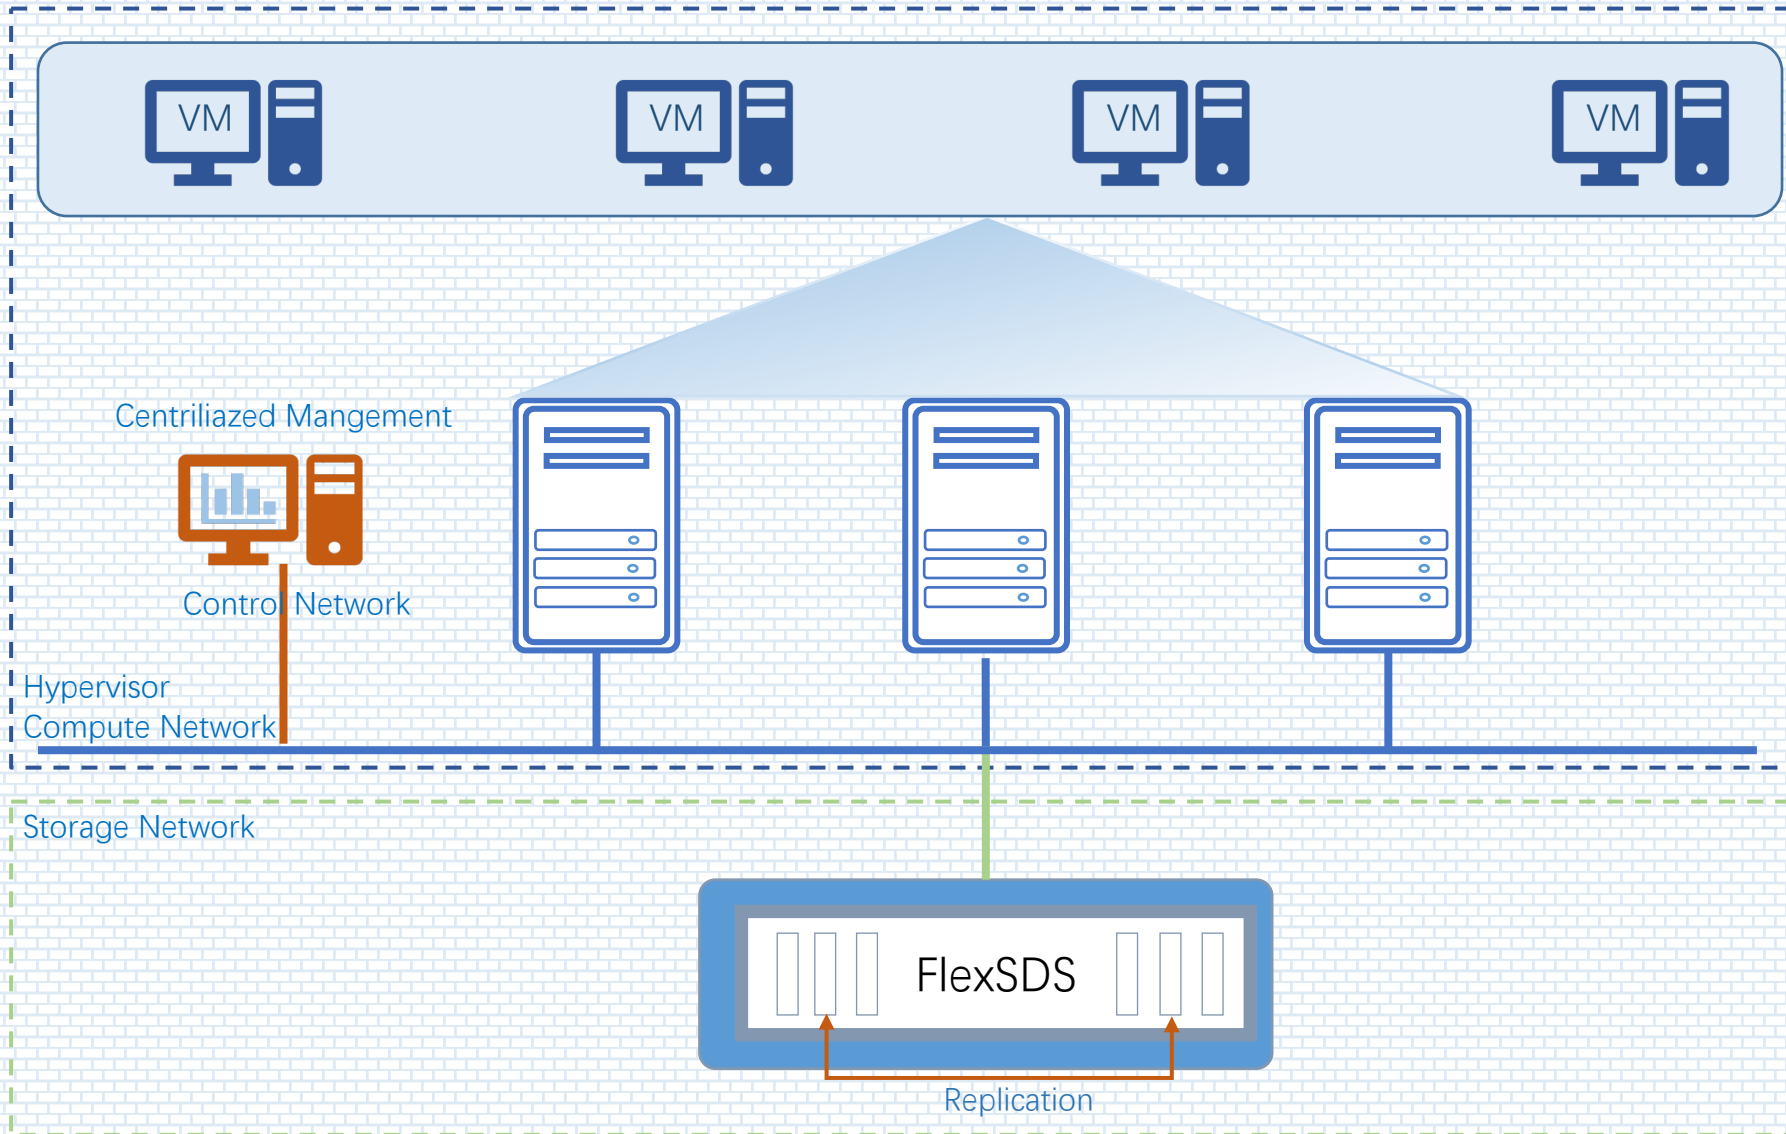 VM
VM
VM
VM
Centriliazed Mangement
Control Network
Hypervisor
Compute Network
Storage Network
FlexSDS
Replication